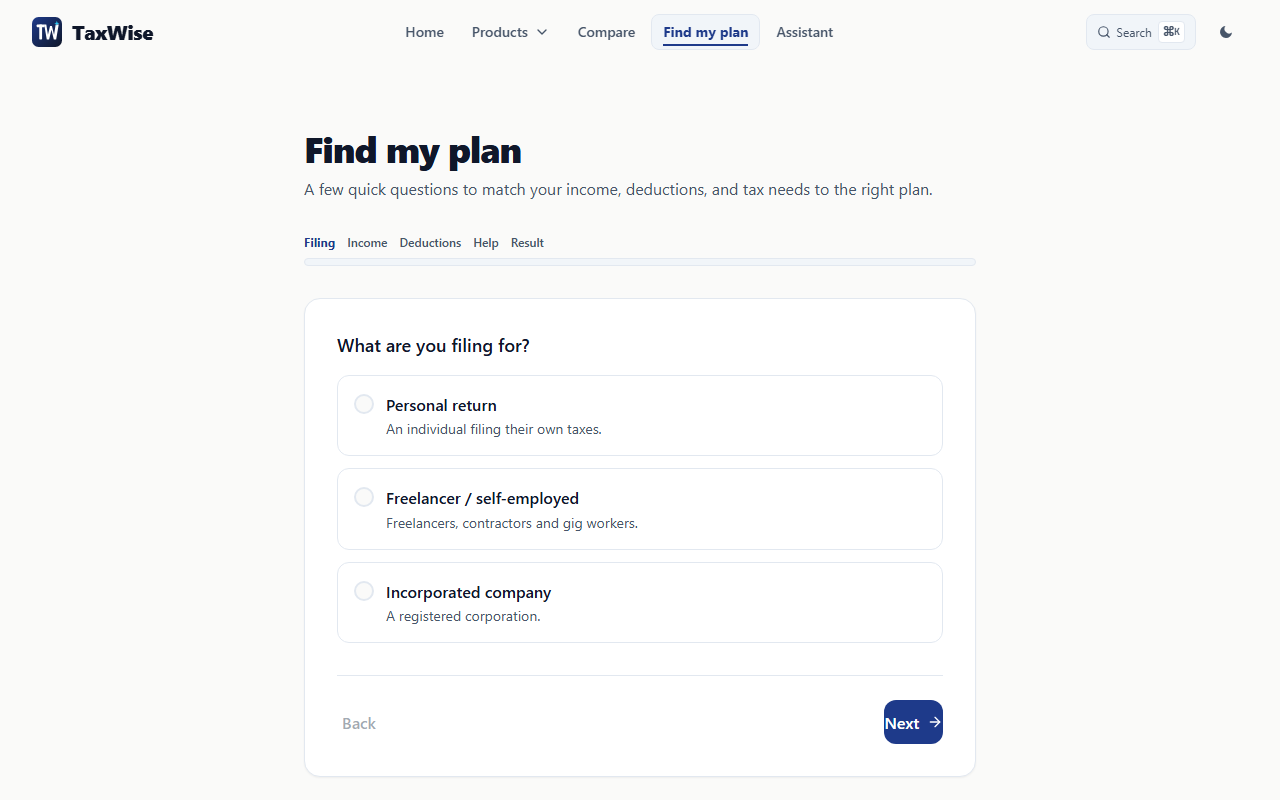 TW TaxWise
Home Products Compare Find my plan Assistant
Search ⌘K
Find my plan
A few quick questions to match your income, deductions, and tax needs to the right plan.
Filing Income Deductions Help Result
What are you filing for?
Personal return
An individual filing their own taxes.
Freelancer / self-employed
Freelancers, contractors and gig workers.
Incorporated company
A registered corporation.
Back Next →